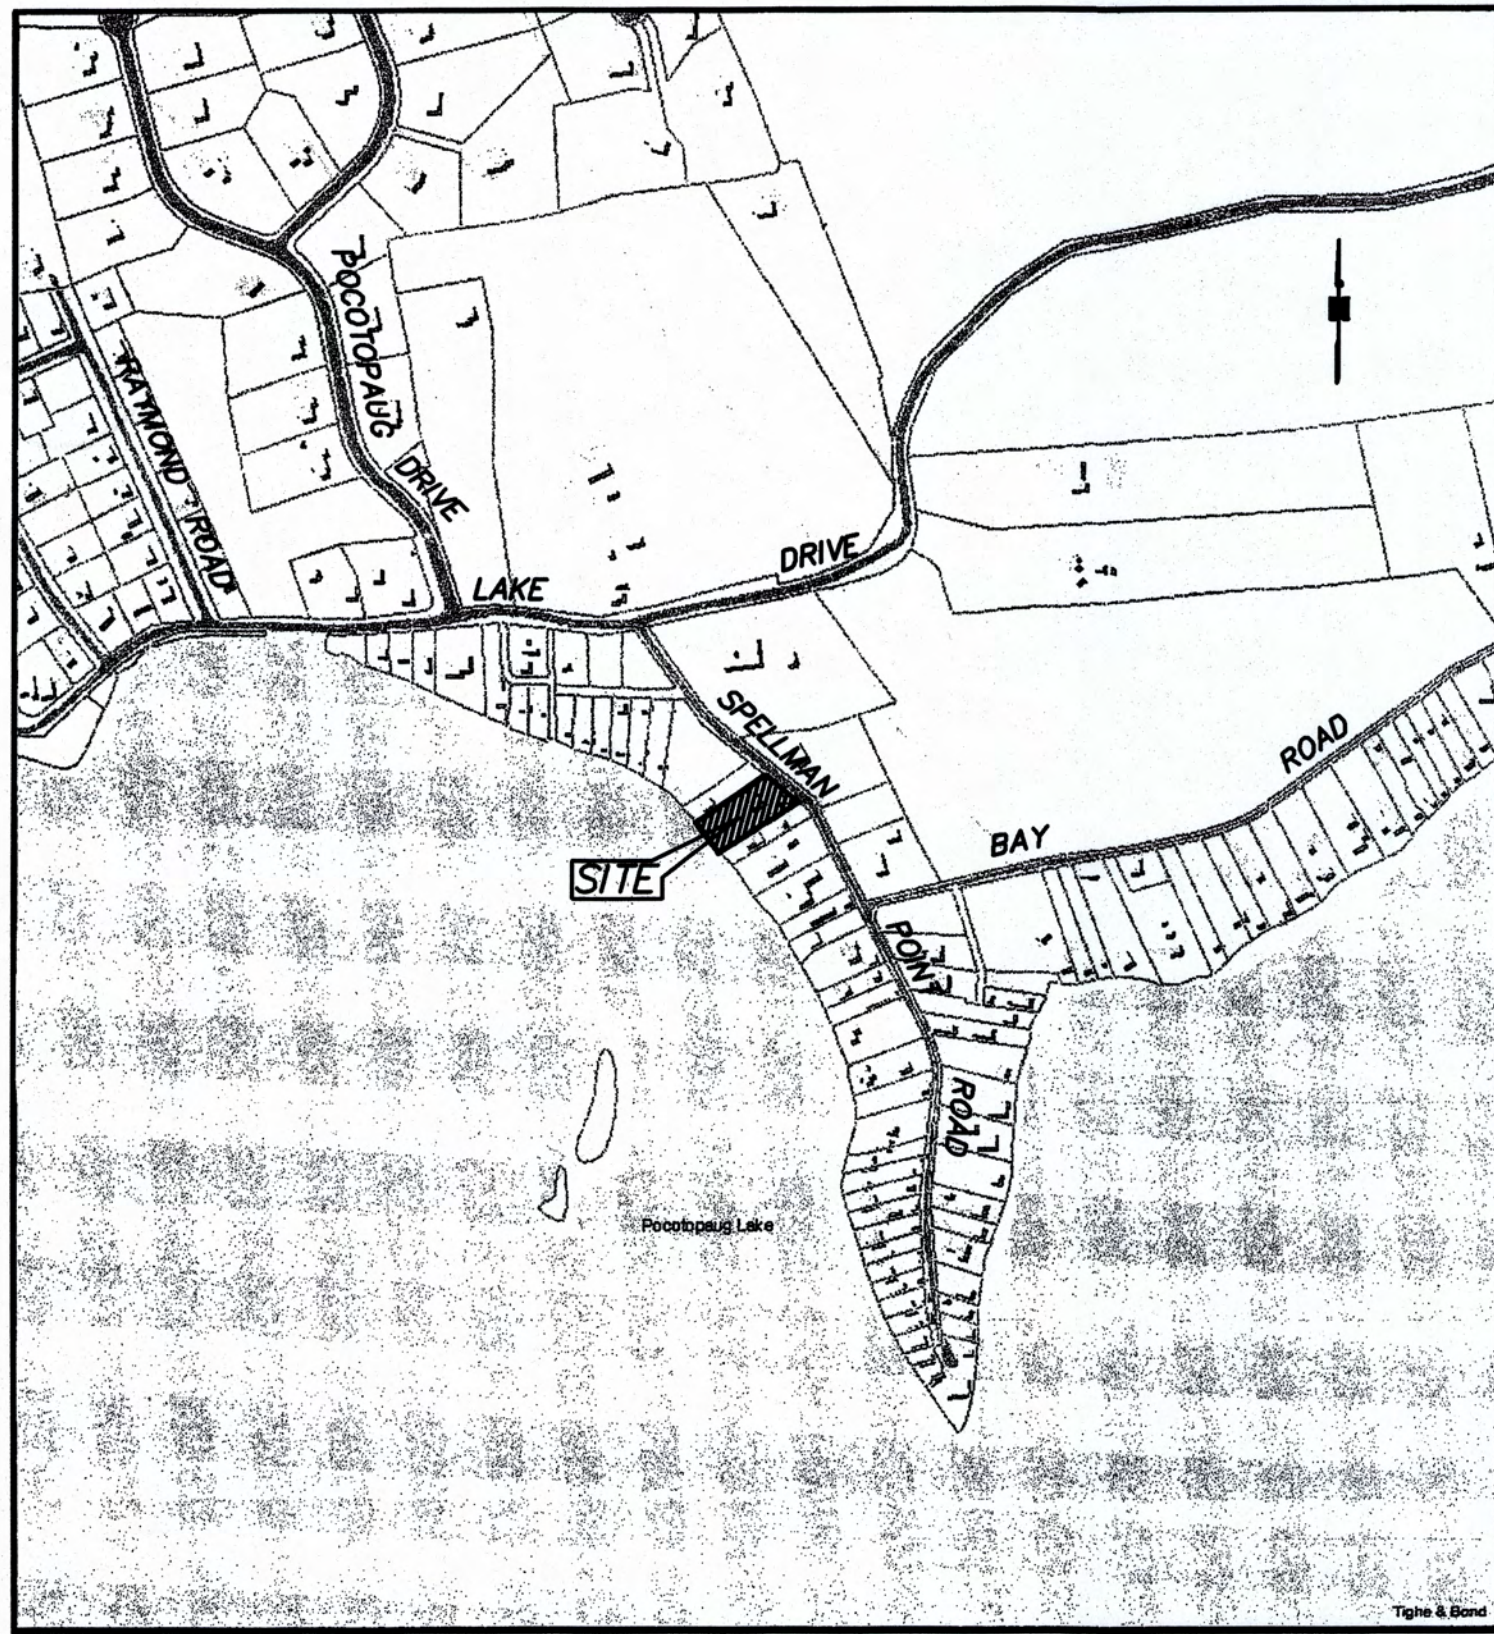 POCOTOPAUG
DRIVE
RAYMOND ROAD
LAKE
DRIVE
SPELLMAN
SITE
ROAD
BAY
POINT
ROAD
Pocotopaug Lake
Tighe & Bond